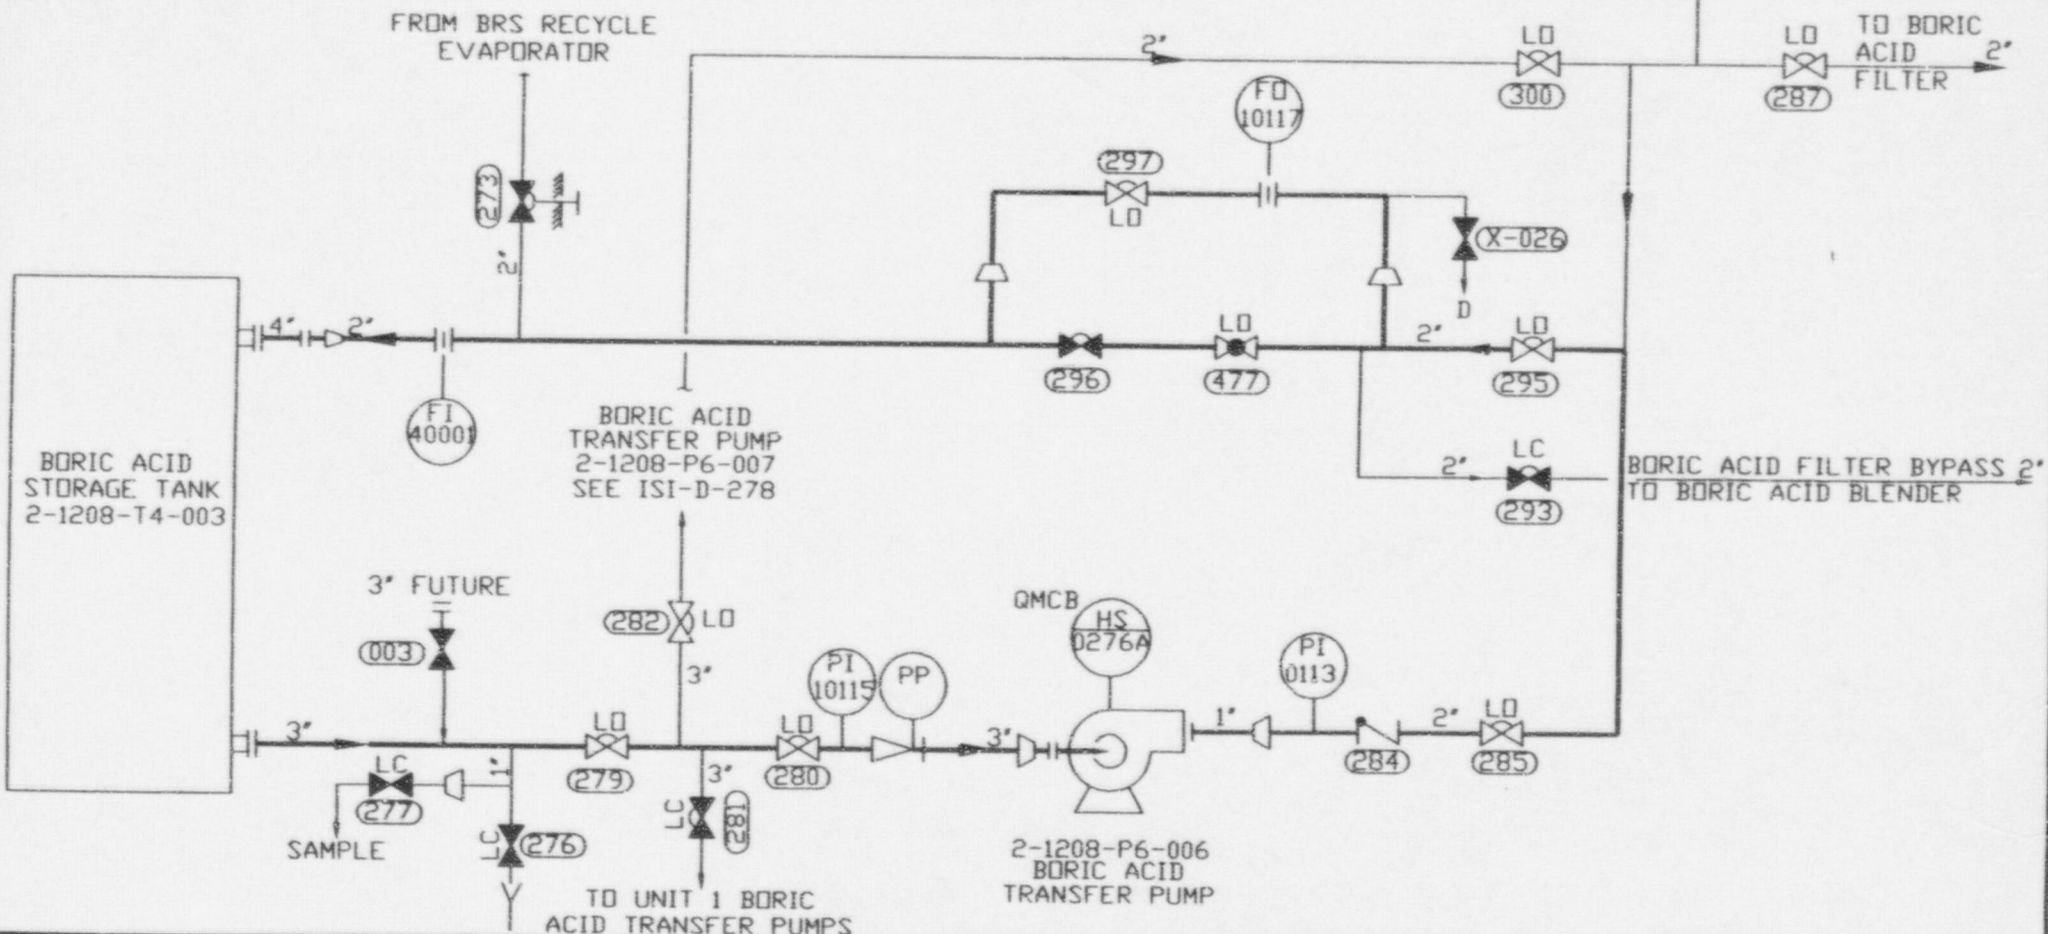 FROM BRS RECYCLE
EVAPORATOR
2"
LO
300
LO
287
TO BORIC
ACID
FILTER
2"
FO
10117
297
LO
273
2"
X-026
D
4"
2"
FI
40001
296
LO
477
2"
LO
295
BORIC ACID
TRANSFER PUMP
2-1208-P6-007
SEE ISI-D-278
BORIC ACID
STORAGE TANK
2-1208-T4-003
2"
LC
293
BORIC ACID FILTER BYPASS 2"
TO BORIC ACID BLENDER
3" FUTURE
003
282
LO
3"
QMCB
HS
0276A
PI
10115
PP
PI
0113
3"
LC
277
SAMPLE
1"
LC
276
LO
279
3"
LC
281
TO UNIT 1 BORIC
ACID TRANSFER PUMPS
LO
280
3"
1"
284
2"
LO
285
2-1208-P6-006
BORIC ACID
TRANSFER PUMP